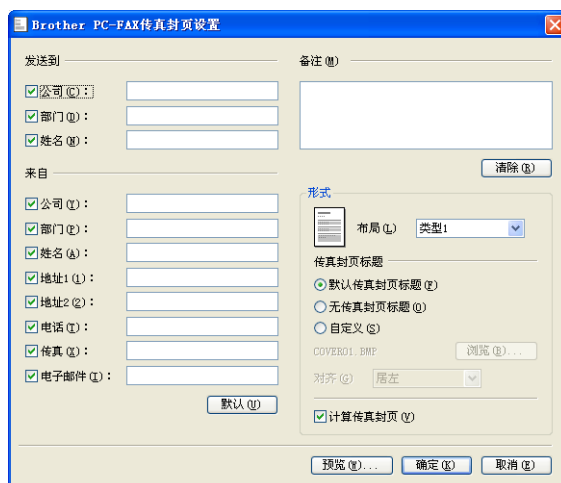 Brother PC-FAX传真封页设置
发送到
公司(C):
部门(D):
姓名(N):
来自
公司(Y):
部门(P):
姓名(A):
地址1(1):
地址2(2):
电话(T):
传真(X):
电子邮件(I):
默认(U)
备注(M)
清除(R)
形式
布局(L) 类型1
传真封页标题
默认传真封页标题(F)
无传真封页标题(O)
自定义(S)
COVER01.BMP 浏览(B)...
对齐(G) 居左
计算传真封页(V)
预览(W)... 确定(K) 取消(E)